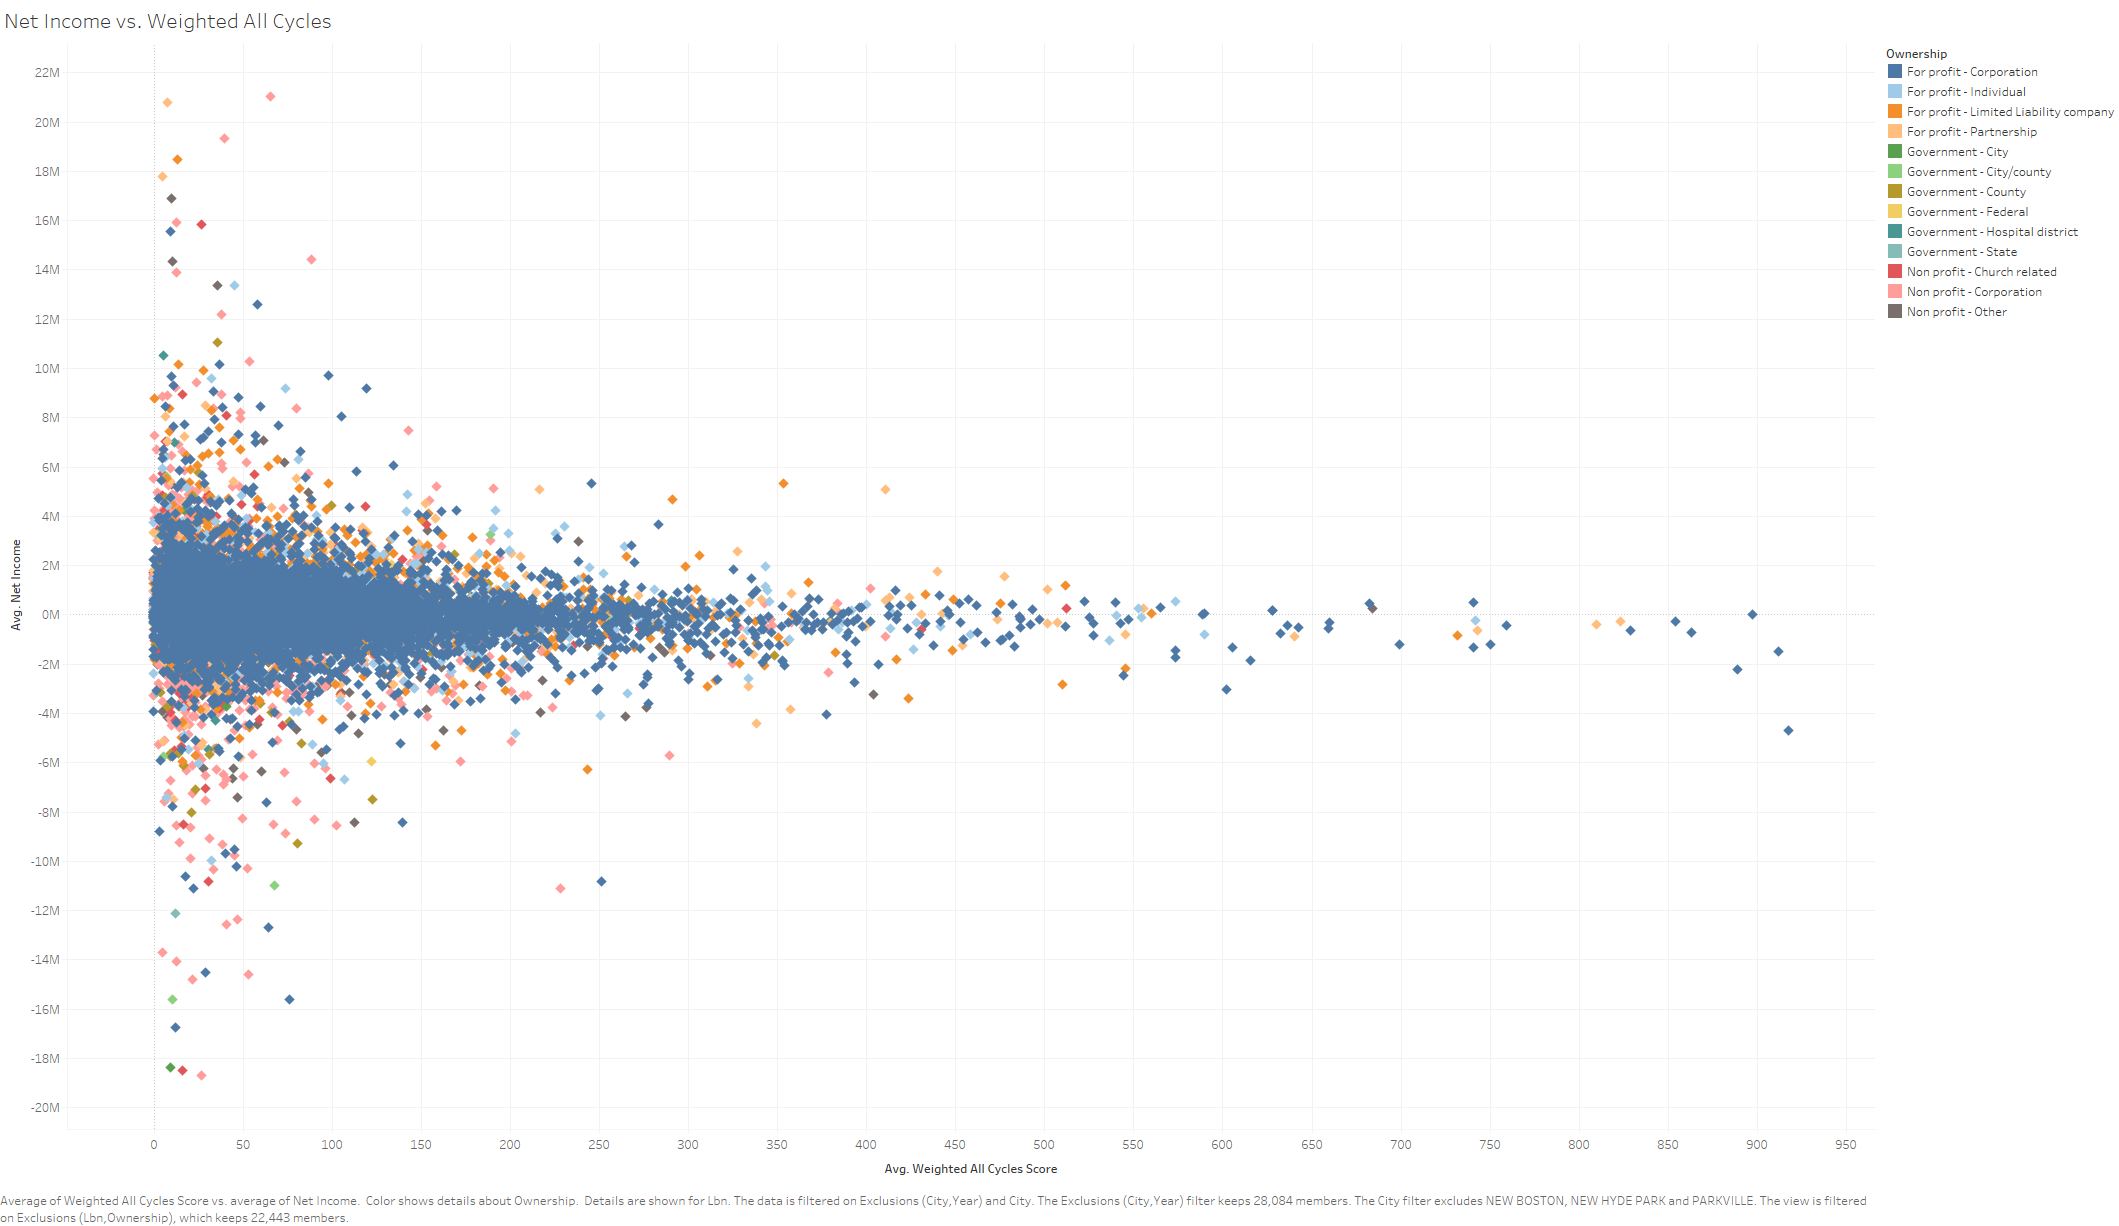 Net Income vs. Weighted All Cycles
Ownership
For profit - Corporation
For profit - Individual
For profit - Limited Liability company
For profit - Partnership
Government - City
Government - City/county
Government - County
Government - Federal
Government - Hospital district
Government - State
Non profit - Church related
Non profit - Corporation
Non profit - Other
22M
20M
18M
16M
14M
12M
10M
8M
6M
4M
2M
0M
-2M
-4M
-6M
-8M
-10M
-12M
-14M
-16M
-18M
-20M
Avg. Net Income
0 50 100 150 200 250 300 350 400 450 500 550 600 650 700 750 800 850 900 950
Avg. Weighted All Cycles Score
Average of Weighted All Cycles Score vs. average of Net Income. Color shows details about Ownership. Details are shown for Lbn. The data is filtered on Exclusions (City,Year) and City. The Exclusions (City,Year) filter keeps 28,084 members. The City filter excludes NEW BOSTON, NEW HYDE PARK and PARKVILLE. The view is filtered
on Exclusions (Lbn,Ownership), which keeps 22,443 members.